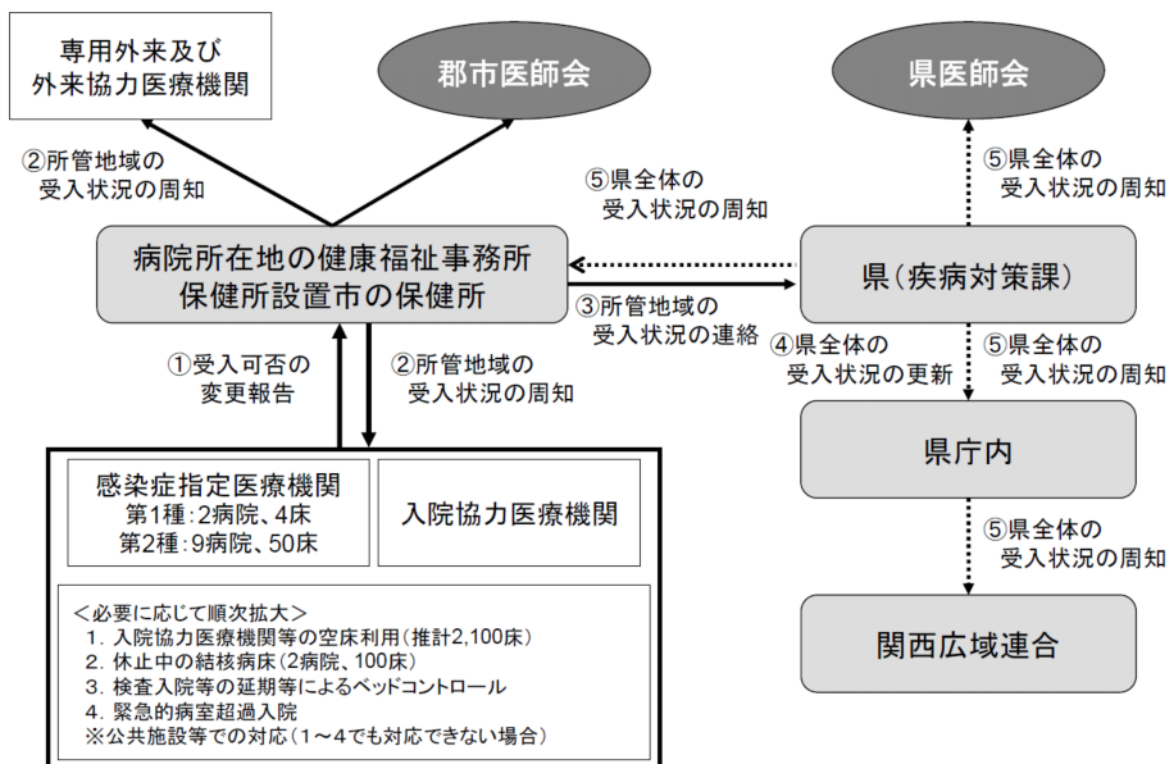 専用外来及び
外来協力医療機関
郡市医師会
県医師会
②所管地域の
受入状況の周知
⑤県全体の
受入状況の周知
⑤県全体の
受入状況の周知
病院所在地の健康福祉事務所
保健所設置市の保健所
県(疾病対策課)
③所管地域の
受入状況の連絡
①受入可否の
変更報告
②所管地域の
受入状況の周知
④県全体の
受入状況の更新
⑤県全体の
受入状況の周知
県庁内
感染症指定医療機関
第1種:2病院、4床
第2種:9病院、50床
入院協力医療機関
⑤県全体の
受入状況の周知
関西広域連合
<必要に応じて順次拡大>
1. 入院協力医療機関等の空床利用(推計2,100床)
2. 休止中の結核病床(2病院、100床)
3. 検査入院等の延期等によるベッドコントロール
4. 緊急的病室超過入院
※公共施設等での対応(1~4でも対応できない場合)